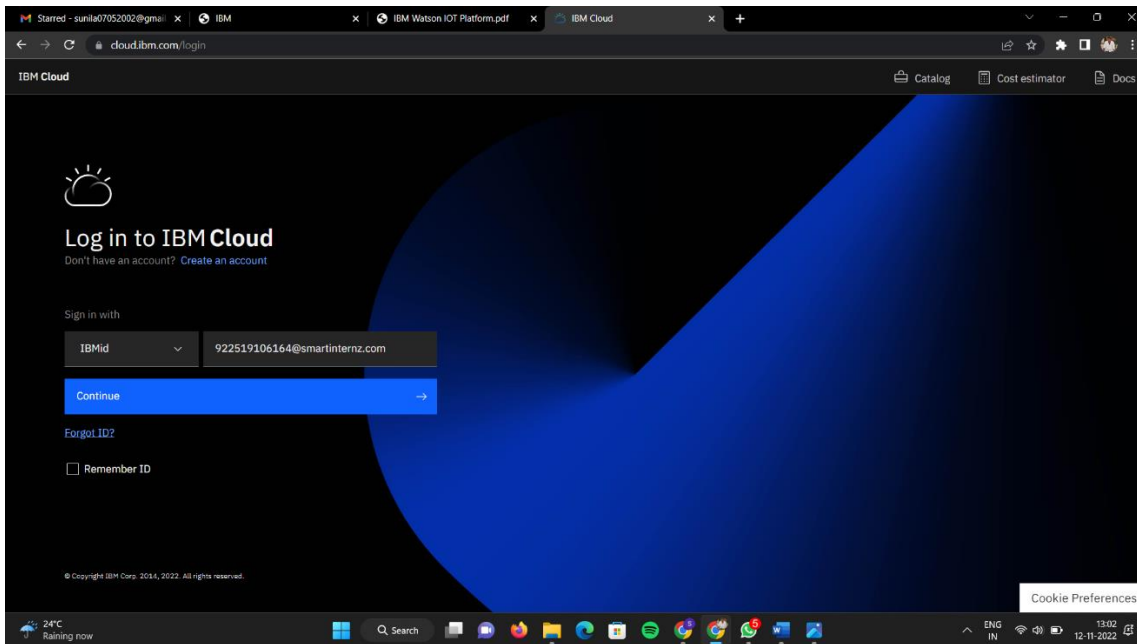 Starred - sunila07052002@gmail
IBM
IBM Watson IOT Platform.pdf
IBM Cloud
cloud.ibm.com/login
IBM Cloud
Catalog
Cost estimator
Docs
Log in to IBM Cloud
Don't have an account? Create an account
Sign in with
IBMid
922519106164@smartinternz.com
Continue
Forgot ID?
Remember ID
© Copyright IBM Corp. 2014, 2022. All rights reserved.
Cookie Preferences
24°C
Raining now
Search
ENG
IN
13:02
12-11-2022